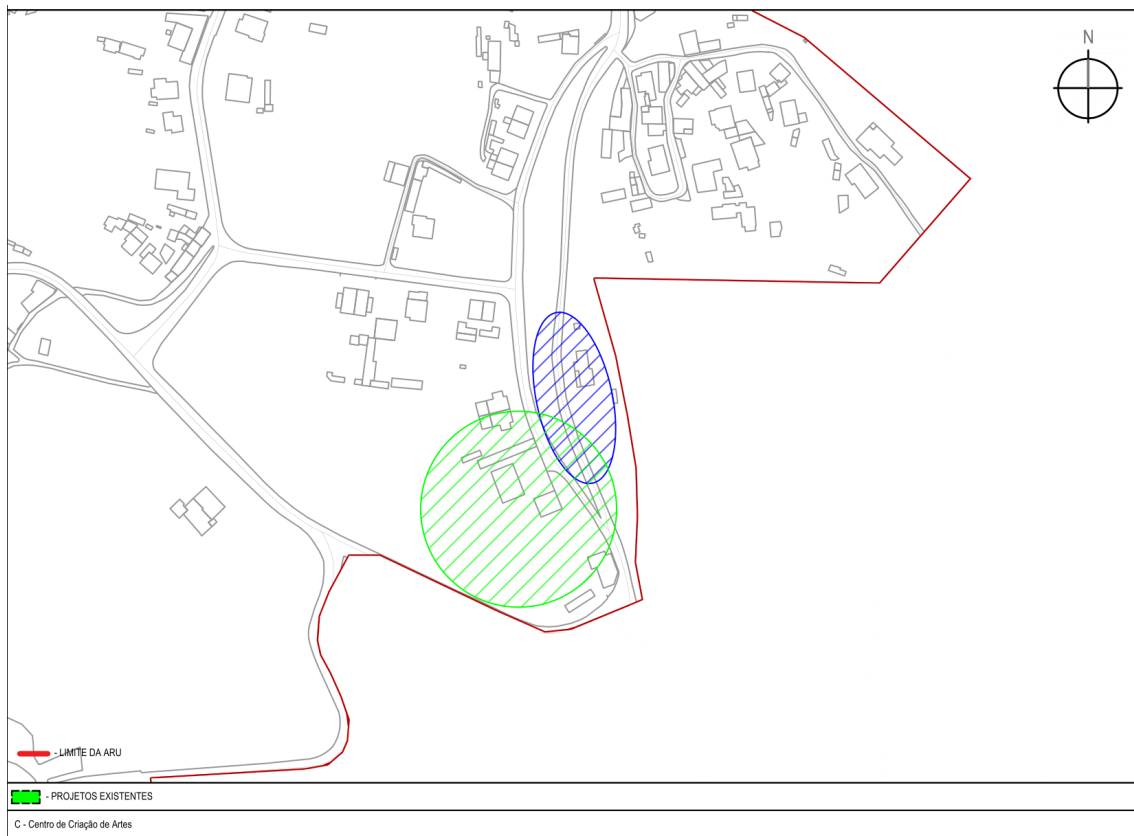 N
- LIMITE DA ARU
- PROJETOS EXISTENTES
C - Centro de Criação de Artes